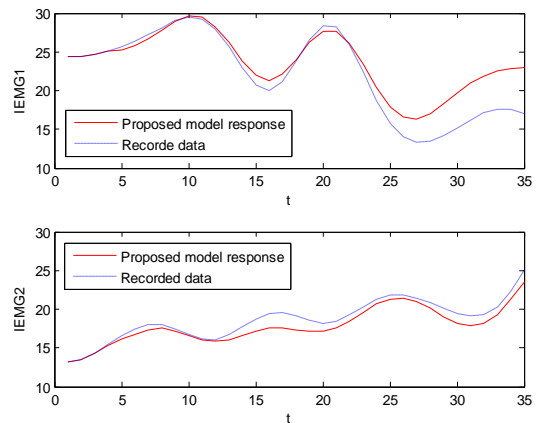 30
25
20
15
10
IEMG1
Proposed model response
Recorde data
0 5 10 15 20 25 30 35
t
30
25
20
15
10
IEMG2
Proposed model response
Recorded data
0 5 10 15 20 25 30 35
t